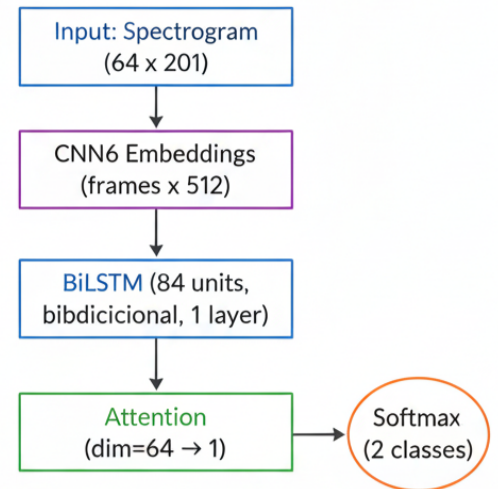 Input: Spectrogram
(64 x 201)
CNN6 Embeddings
(frames x 512)
BiLSTM (84 units,
bibdicicional, 1 layer)
Attention
(dim=64 → 1)
Softmax
(2 classes)